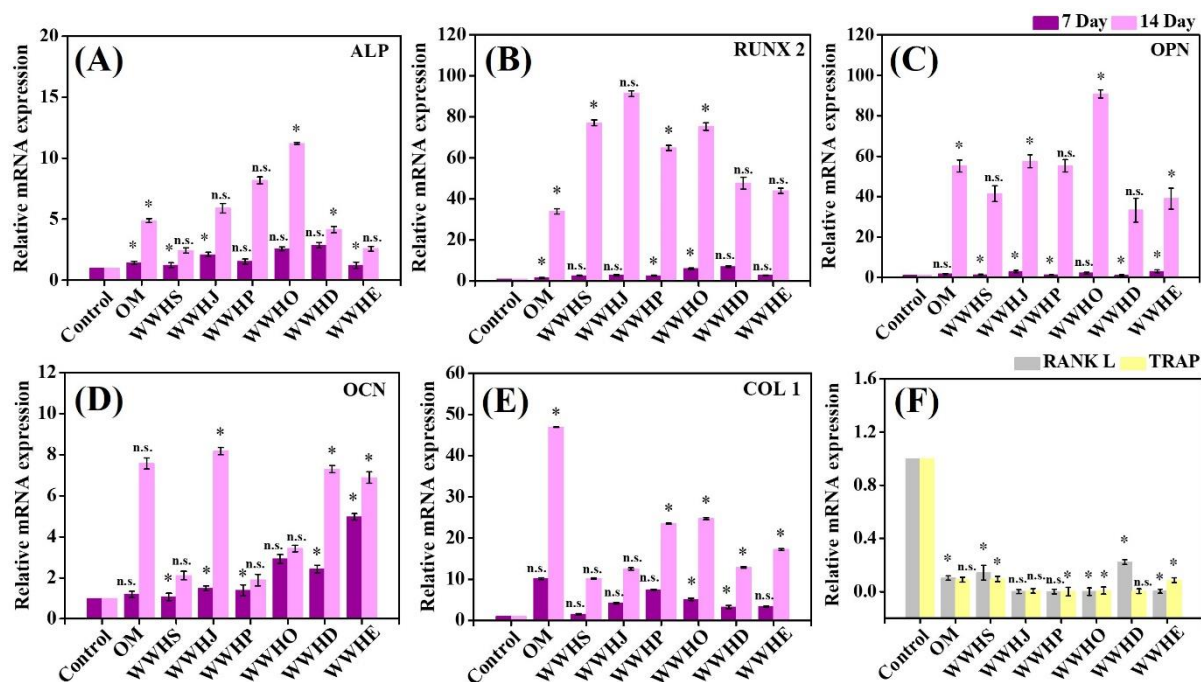 7 Day 14 Day
(A) ALP
Relative mRNA expression
20
15
10
5
0
* * * n.s. * n.s. n.s. n.s. n.s. * n.s. * * n.s.
Control OM WWHS WWHJ WWHP WWHO WWHD WWHE
(B) RUNX 2
Relative mRNA expression
120
100
80
60
40
20
0
* * n.s. * n.s. n.s. * * * * n.s. n.s. n.s. n.s.
Control OM WWHS WWHJ WWHP WWHO WWHD WWHE
(C) OPN
Relative mRNA expression
120
100
80
60
40
20
0
n.s. * * n.s. * * * n.s. n.s. * * n.s. * *
Control OM WWHS WWHJ WWHP WWHO WWHD WWHE
(D) OCN
Relative mRNA expression
12
8
6
4
2
0
n.s. n.s. * n.s. * * * n.s. n.s. n.s. * * * *
Control OM WWHS WWHJ WWHP WWHO WWHD WWHE
(E) COL 1
Relative mRNA expression
60
50
40
30
20
10
0
n.s. * n.s. n.s. n.s. n.s. n.s. * * * * * n.s. *
Control OM WWHS WWHJ WWHP WWHO WWHD WWHE
RANK L TRAP
(F)
Relative mRNA expression
1.6
1.2
0.8
0.4
0.0
* n.s. * * n.s. n.s. n.s. * * * * n.s. * *
Control OM WWHS WWHJ WWHP WWHO WWHD WWHE